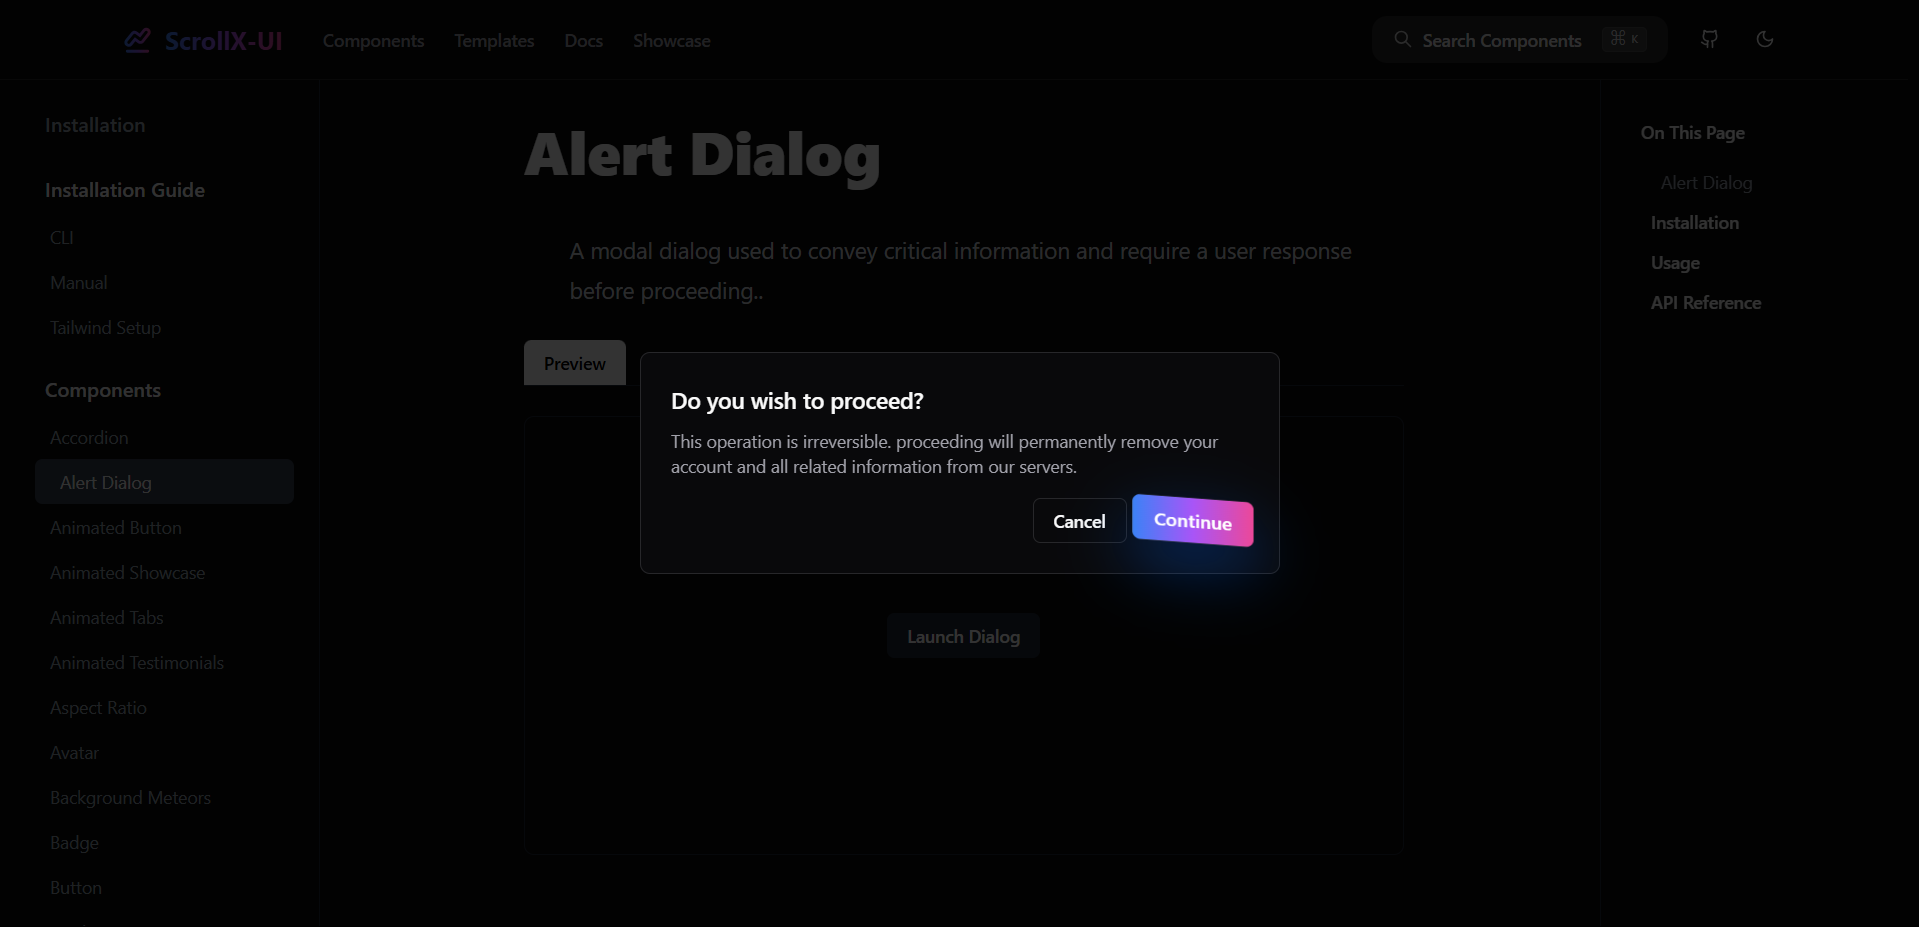 ScrollX-UI
Components
Templates
Docs
Showcase
Search Components
⌘ K
Installation
Installation Guide
CLI
Manual
Tailwind Setup
Components
Accordion
Alert Dialog
Animated Button
Animated Showcase
Animated Tabs
Animated Testimonials
Aspect Ratio
Avatar
Background Meteors
Badge
Button
Alert Dialog
A modal dialog used to convey critical information and require a user response
before proceeding..
Preview
Do you wish to proceed?
This operation is irreversible. proceeding will permanently remove your
account and all related information from our servers.
Cancel
Continue
Launch Dialog
On This Page
Alert Dialog
Installation
Usage
API Reference